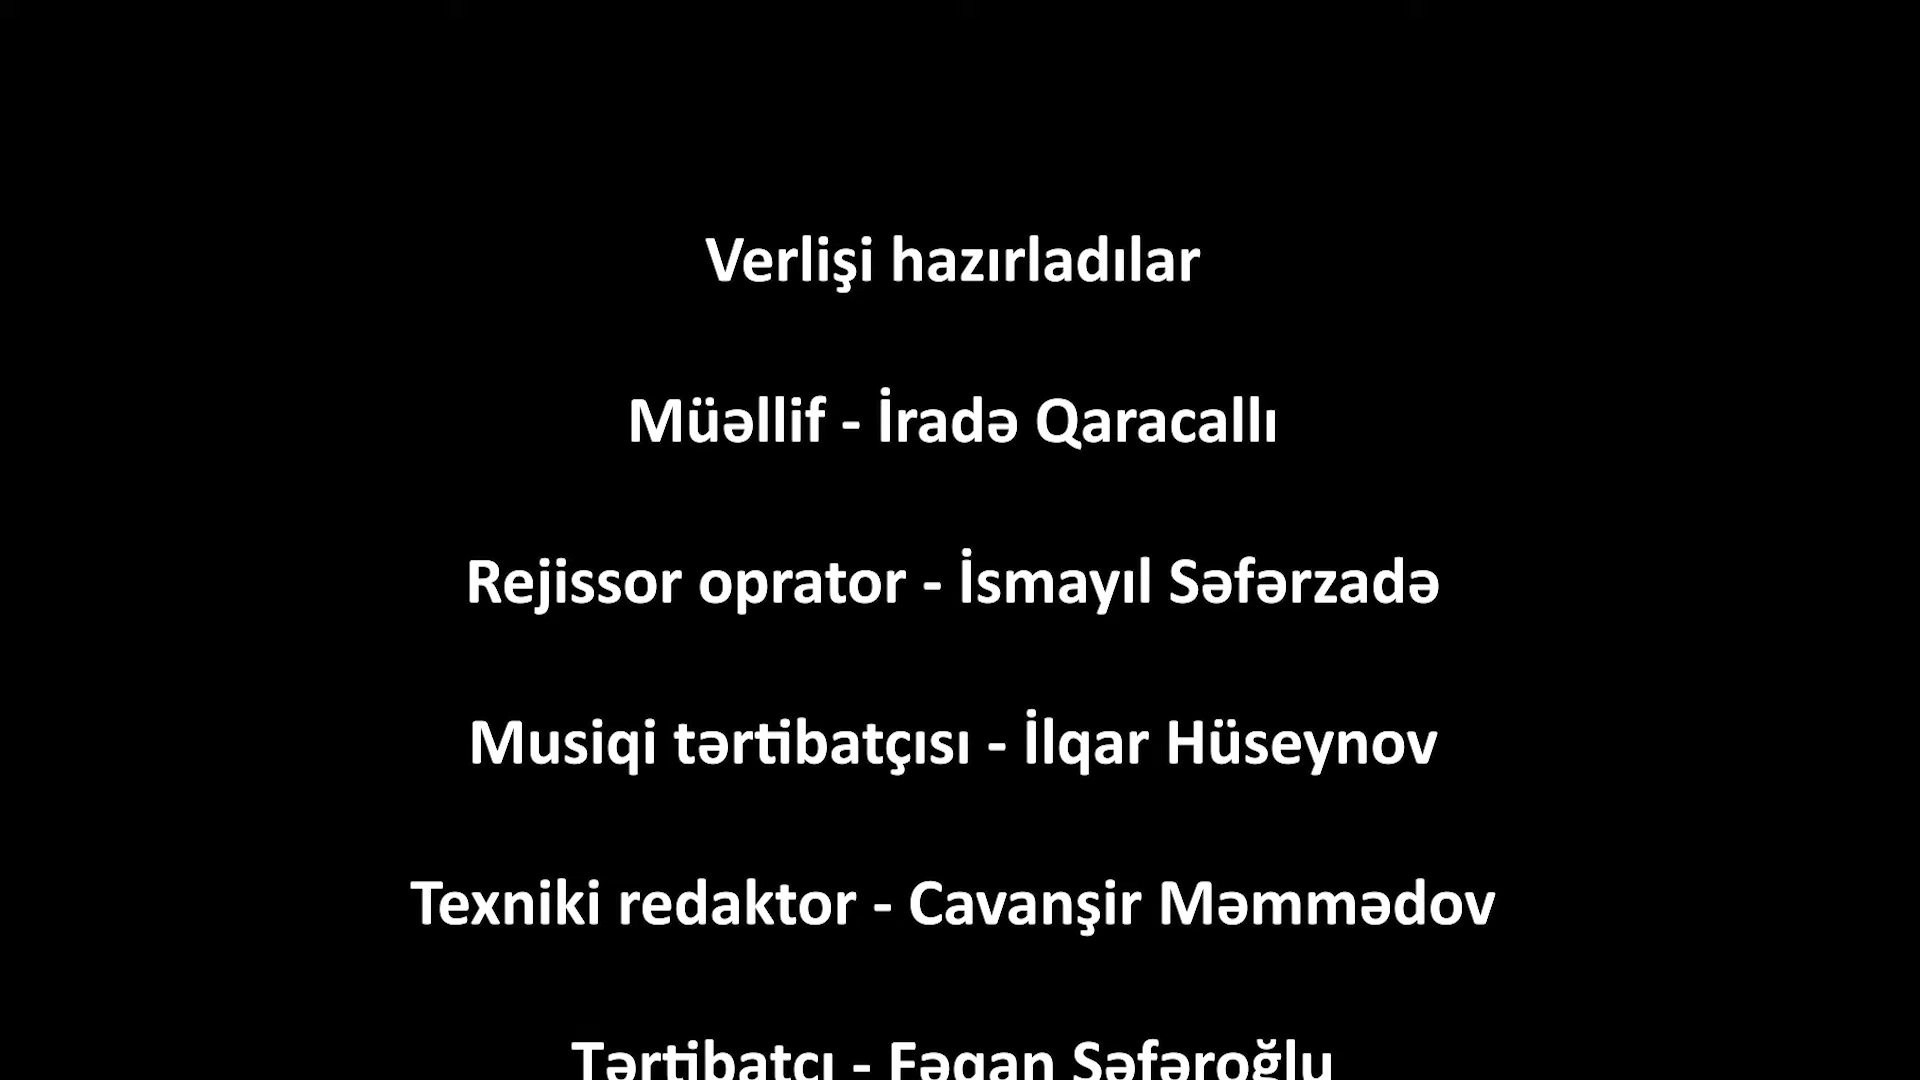 Verlişi hazırladılar
Müəllif - İradə Qaracallı
Rejissor oprator - İsmayıl Səfərzadə
Musiqi tərtibatçısı - İlqar Hüseynov
Texniki redaktor - Cavanşir Məmmədov
Tərtibatçı - Fəqan Səfəroğlu